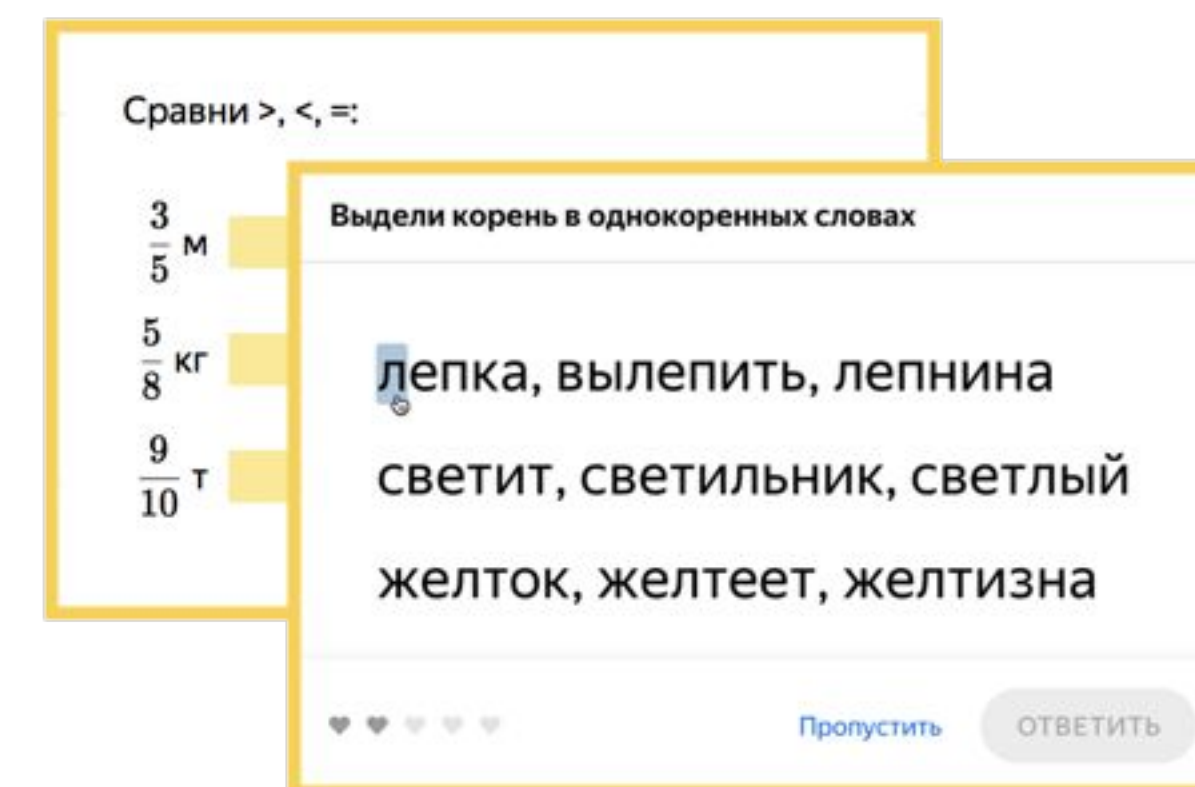 Сравни >, <, =:
3/5 м
5/8 кг
9/10 т
Выдели корень в однокоренных словах
лепка, вылепить, лепнина
светит, светильник, светлый
желток, желтеет, желтизна
Пропустить ОТВЕТИТЬ